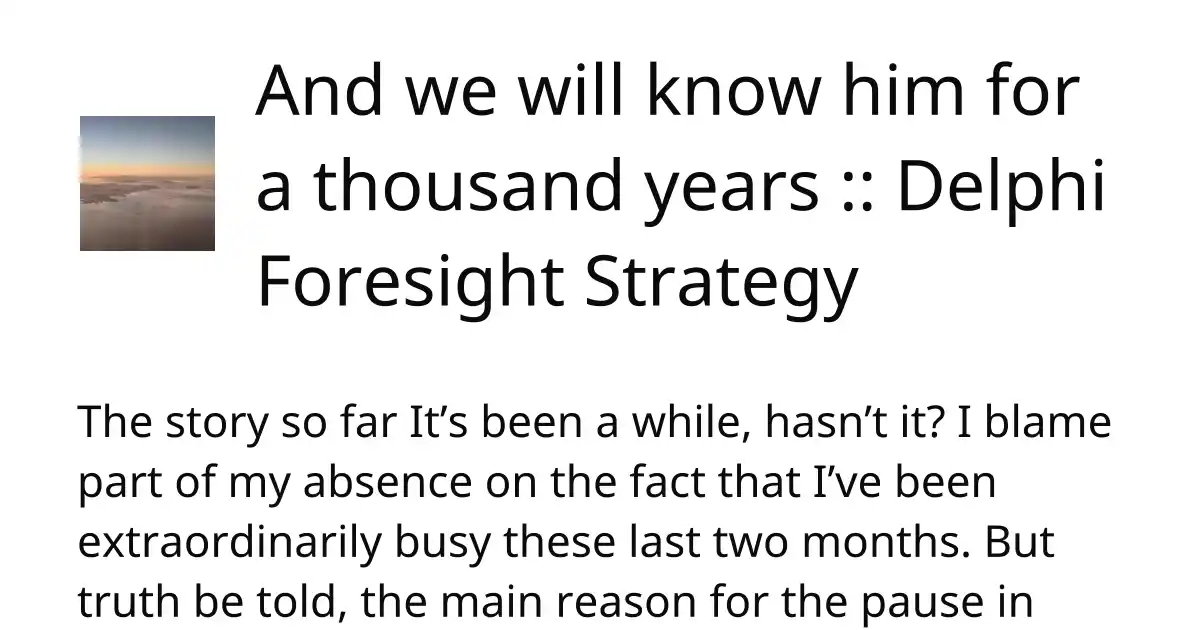 And we will know him for
a thousand years :: Delphi
Foresight Strategy
The story so far It’s been a while, hasn’t it? I blame
part of my absence on the fact that I’ve been
extraordinarily busy these last two months. But
truth be told, the main reason for the pause in